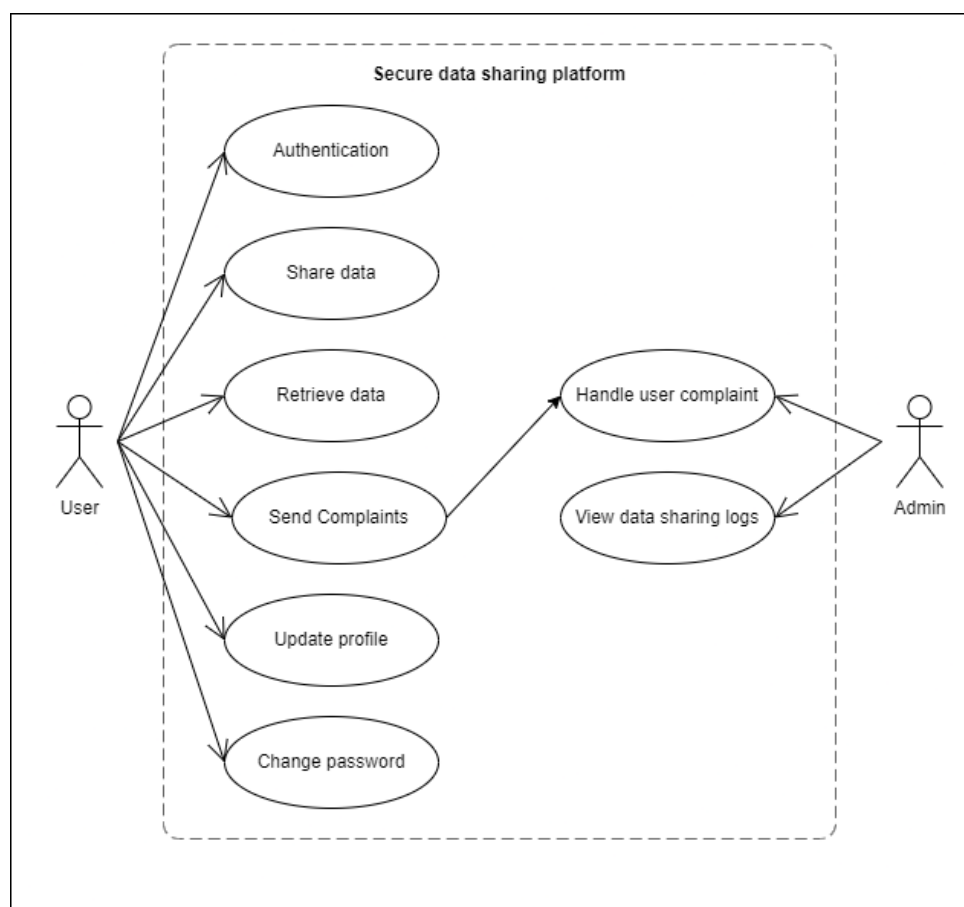 Secure data sharing platform
Authentication
Share data
Retrieve data
Handle user complaint
User
Send Complaints
View data sharing logs
Admin
Update profile
Change password